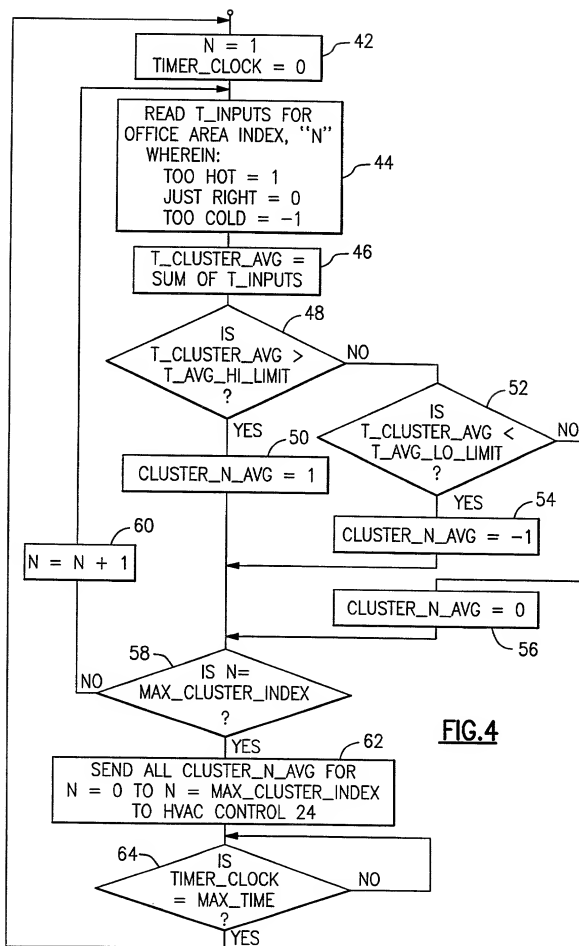 N = 1
TIMER_CLOCK = 0
42
READ T_INPUTS FOR
OFFICE AREA INDEX, "N"
WHEREIN:
TOO HOT = 1
JUST RIGHT = 0
TOO COLD = -1
44
T_CLUSTER_AVG =
SUM OF T_INPUTS
46
48
IS
T_CLUSTER_AVG >
T_AVG_HI_LIMIT
?
NO
YES
52
IS
T_CLUSTER_AVG <
T_AVG_LO_LIMIT
?
NO
YES
50
CLUSTER_N_AVG = 1
54
CLUSTER_N_AVG = -1
60
N = N + 1
CLUSTER_N_AVG = 0
56
58
IS N=
MAX_CLUSTER_INDEX
?
NO
YES
FIG.4
62
SEND ALL CLUSTER_N_AVG FOR
N = 0 TO N = MAX_CLUSTER_INDEX
TO HVAC CONTROL 24
64
IS
TIMER_CLOCK
= MAX_TIME
?
NO
YES